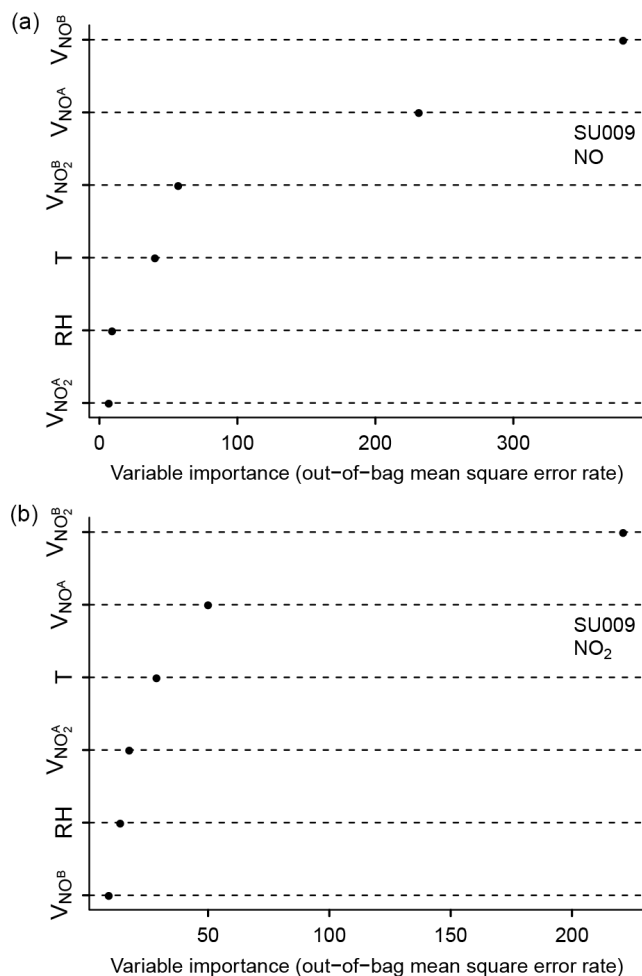 (a)
V_NO^B
V_NO^A
SU009
NO
V_NO₂^B
T
RH
V_NO₂^A
0 100 200 300
Variable importance (out−of−bag mean square error rate)
(b)
V_NO₂^B
V_NO^A
SU009
NO₂
T
V_NO₂^A
RH
V_NO^B
50 100 150 200
Variable importance (out−of−bag mean square error rate)